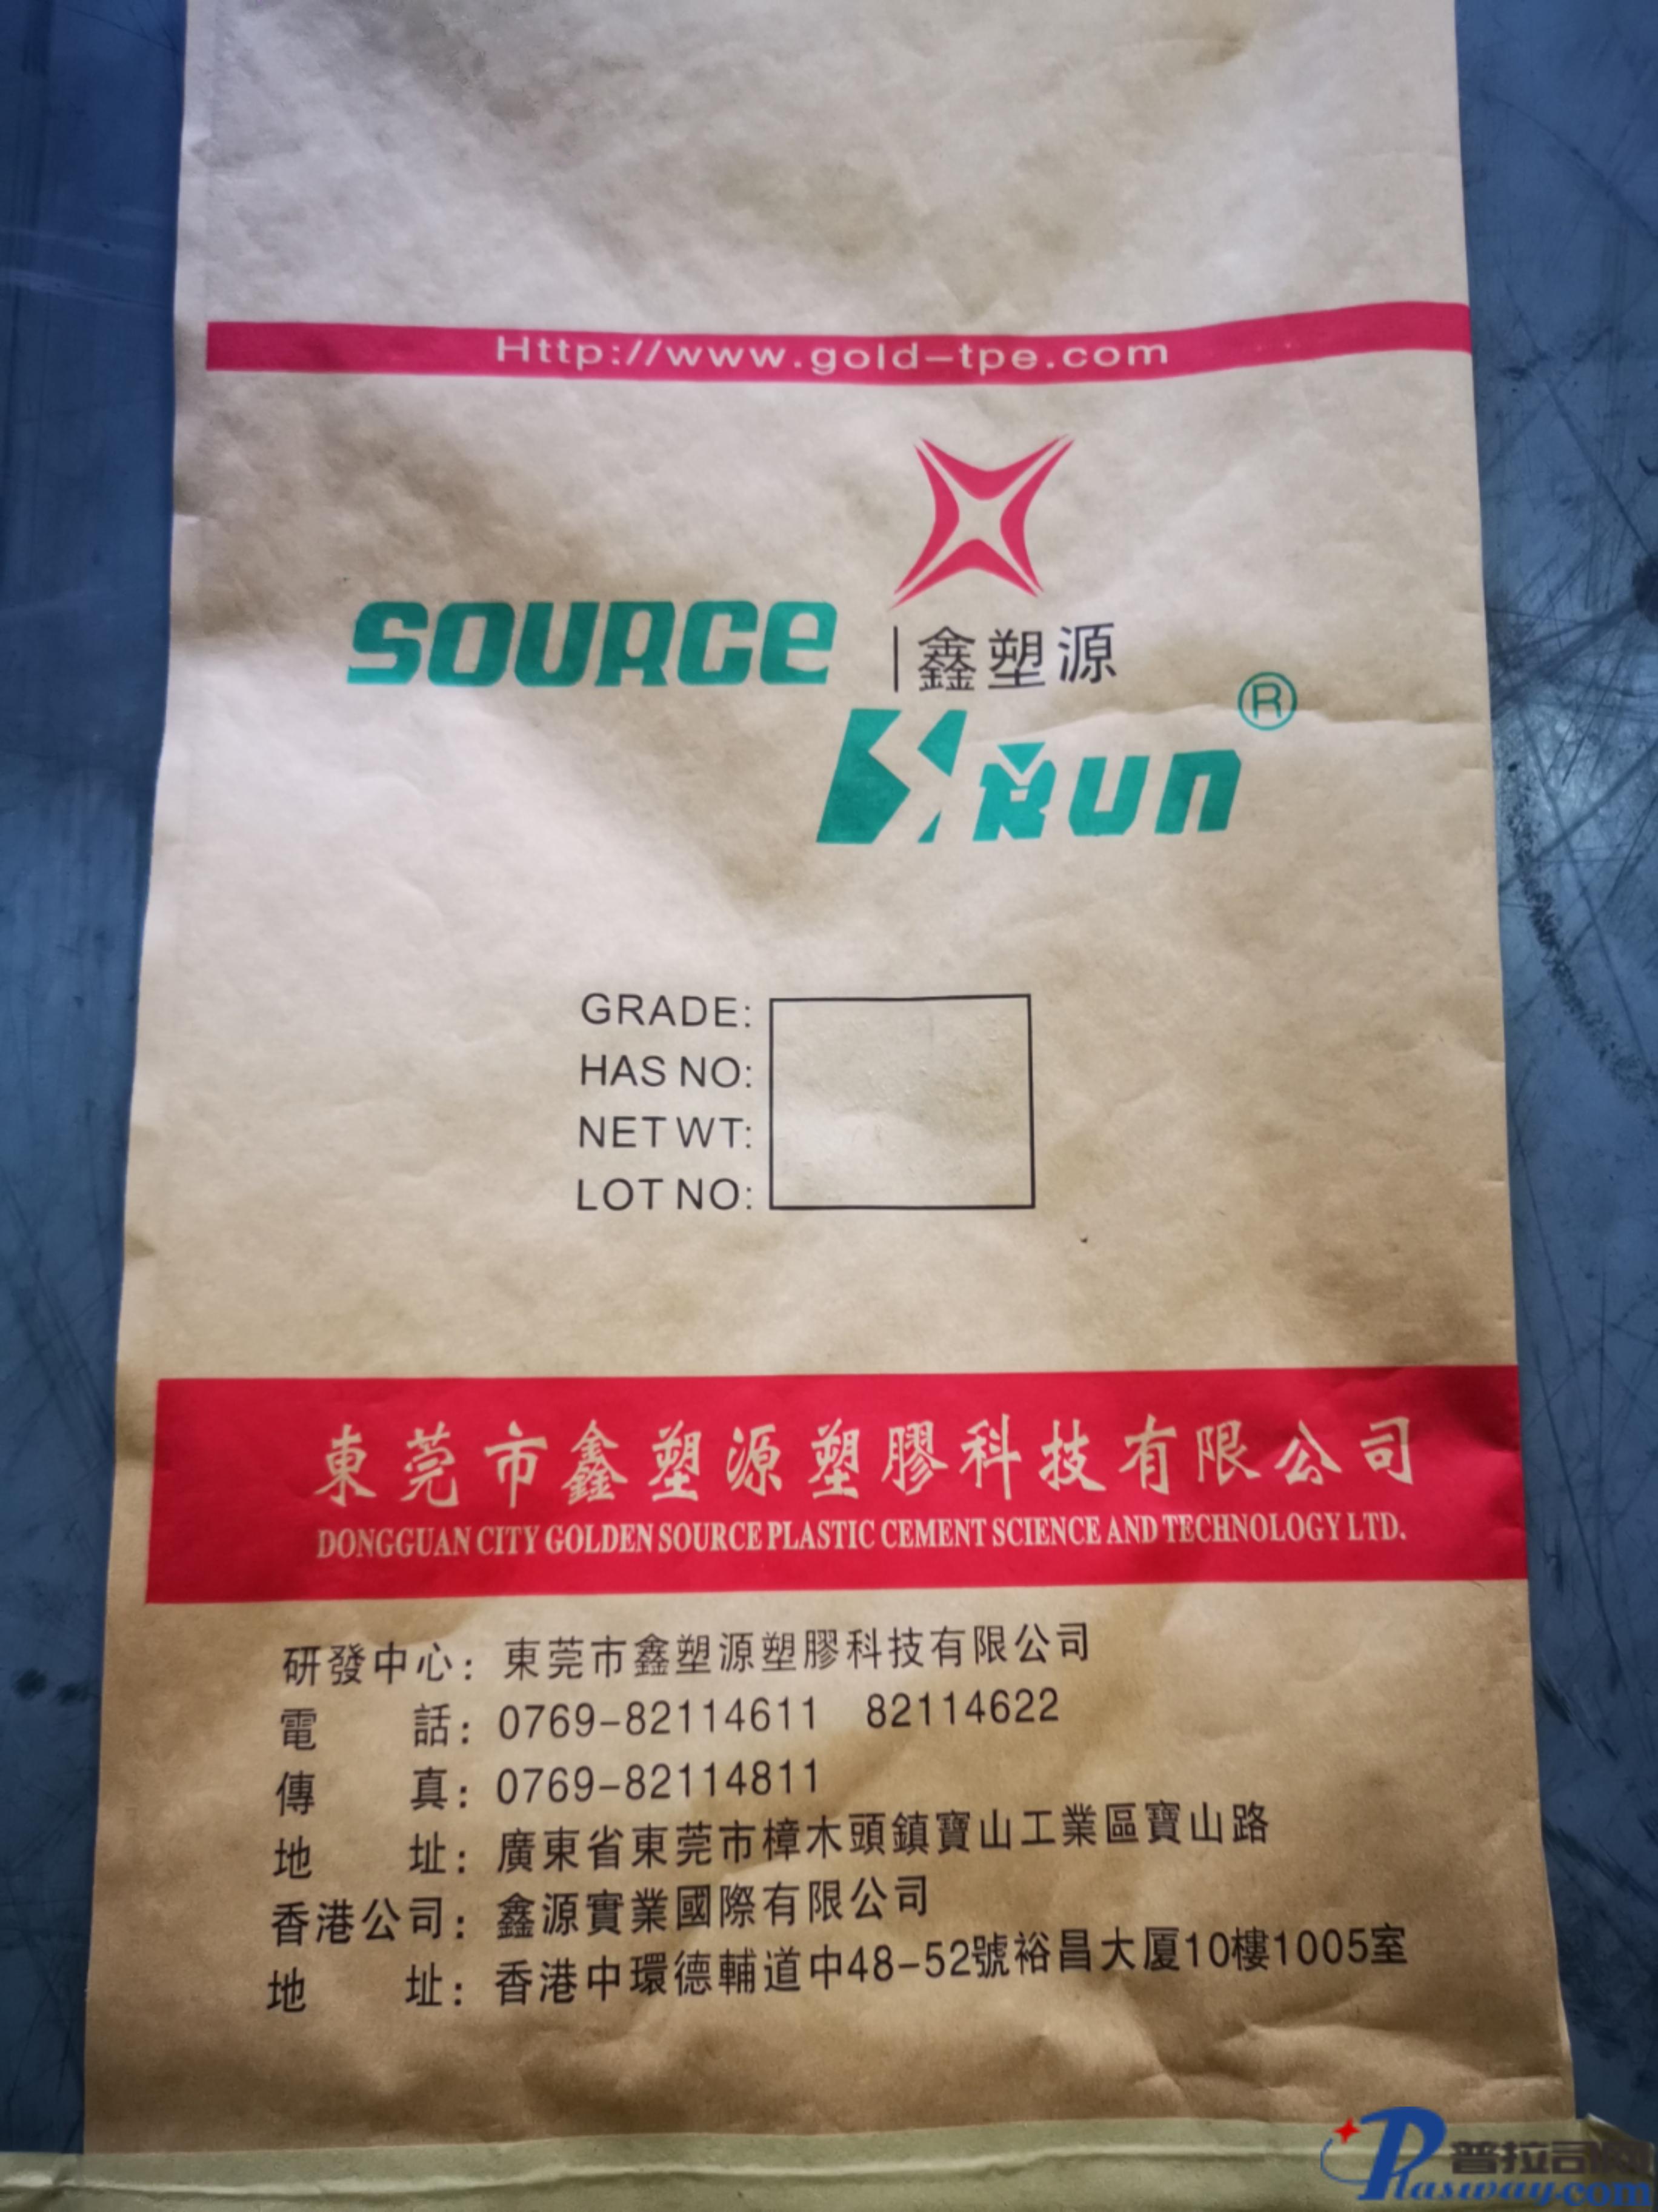 Http://www.gold-tpe.com
SOURCE
|鑫塑源
KRUN®
GRADE:
HAS NO:
NET WT:
LOT NO:
東莞市鑫塑源塑膠科技有限公司
DONGGUAN CITY GOLDEN SOURCE PLASTIC CEMENT SCIENCE AND TECHNOLOGY LTD.
研發中心：東莞市鑫塑源塑膠科技有限公司
電 話：0769-82114611 82114622
傳 真：0769-82114811
地 址：廣東省東莞市樟木頭鎮寶山工業區寶山路
香港公司：鑫源實業國際有限公司
地 址：香港中環德輔道中48-52號裕昌大厦10樓1005室
普拉司网
Plasway.com